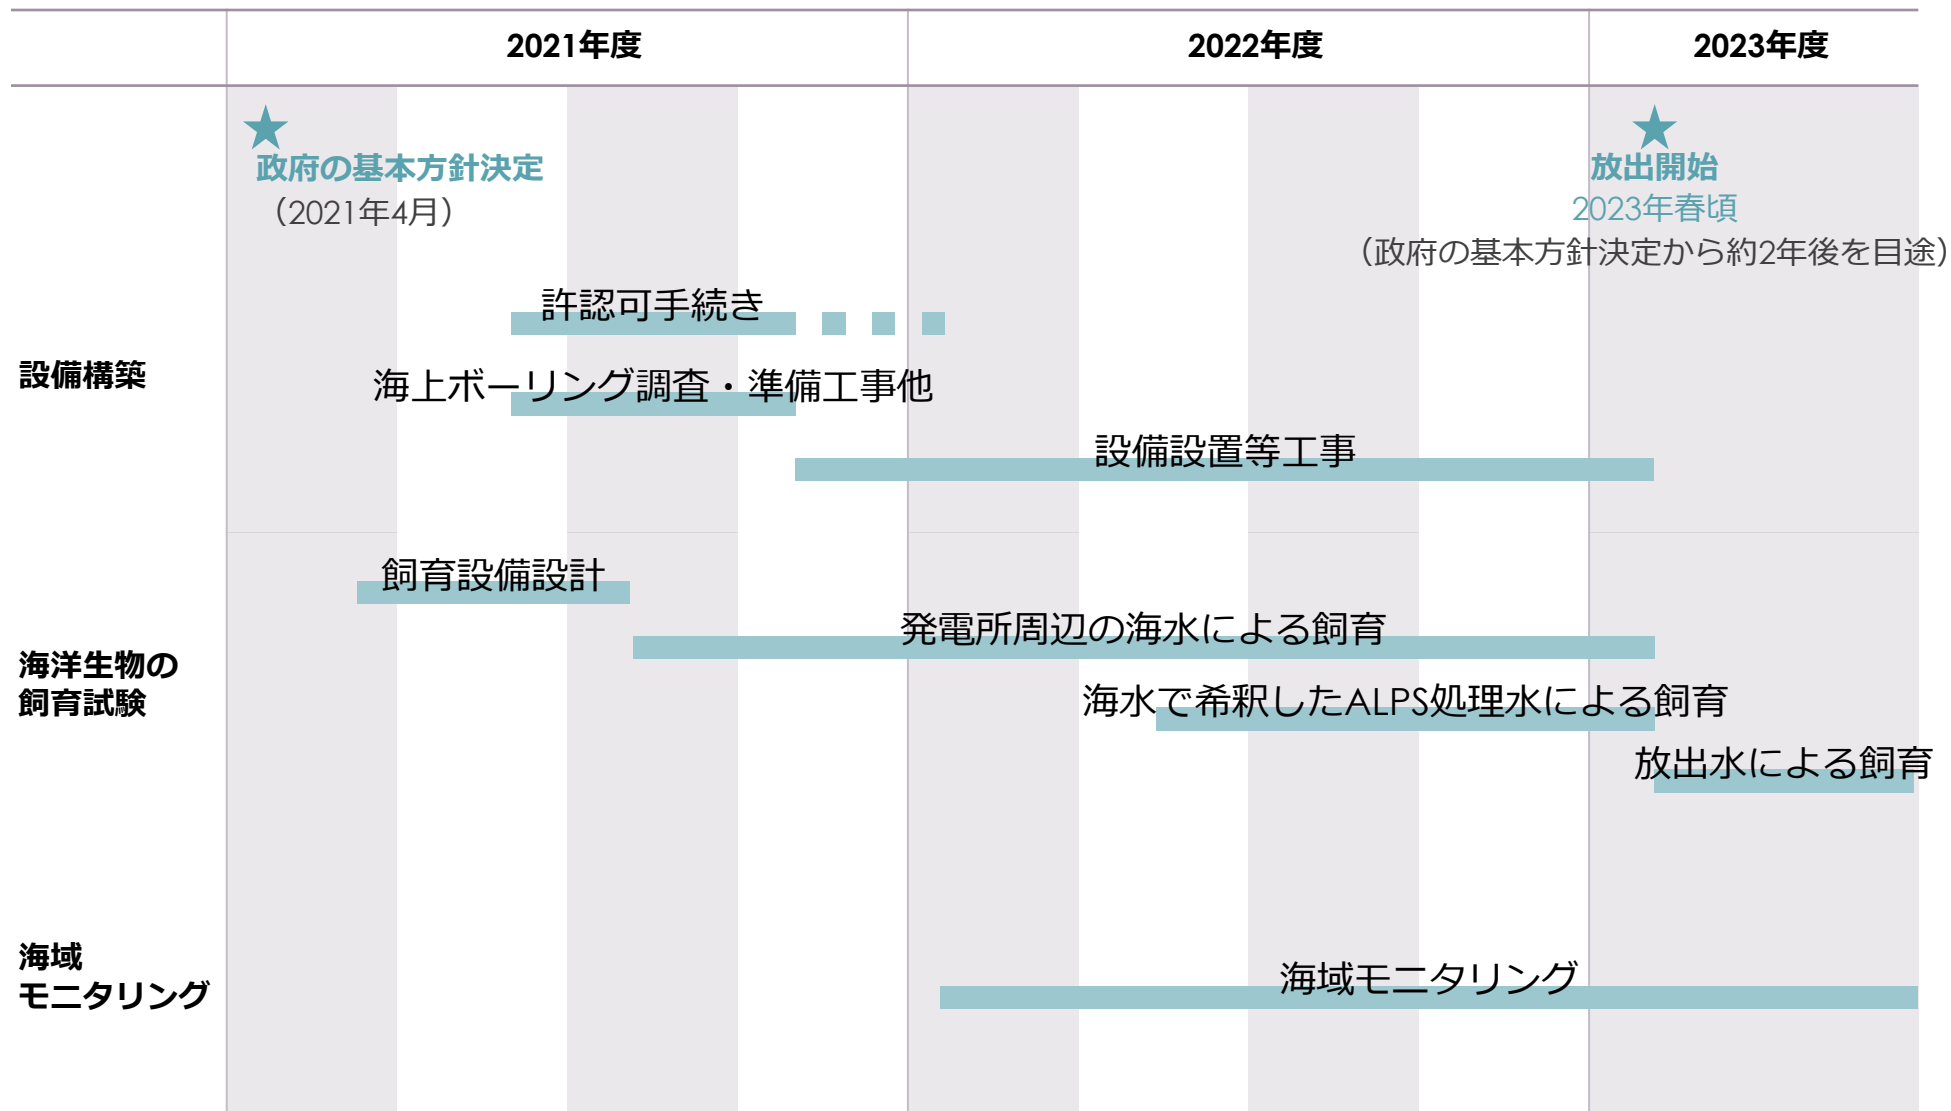 2021年度
2022年度
2023年度
政府の基本方針決定
（2021年4月）
放出開始
2023年春頃
（政府の基本方針決定から約2年後を目途）
設備構築
許認可手続き
海上ボーリング調査・準備工事他
設備設置等工事
海洋生物の
飼育試験
飼育設備設計
発電所周辺の海水による飼育
海水で希釈したALPS処理水による飼育
放出水による飼育
海域
モニタリング
海域モニタリング